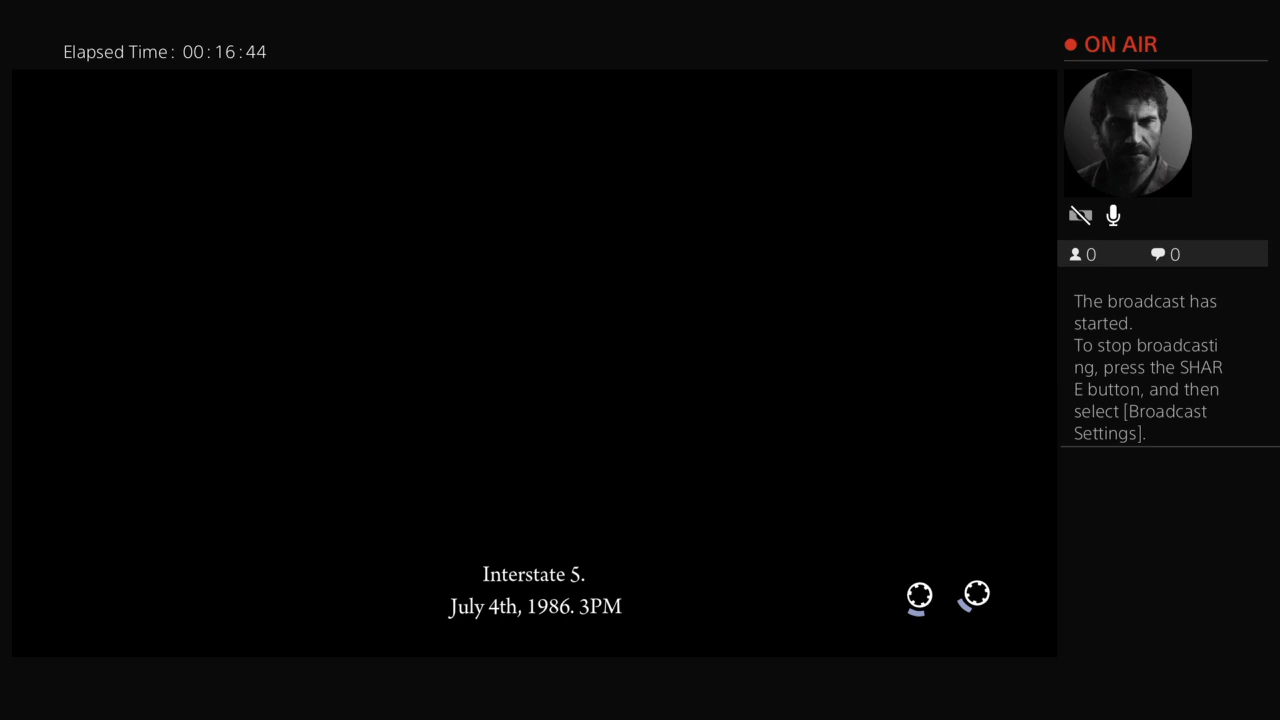 Elapsed Time: 00:16:44
ON AIR
0 0
The broadcast has
started.
To stop broadcasti
ng, press the SHAR
E button, and then
select [Broadcast
Settings].
Interstate 5.
July 4th, 1986. 3PM